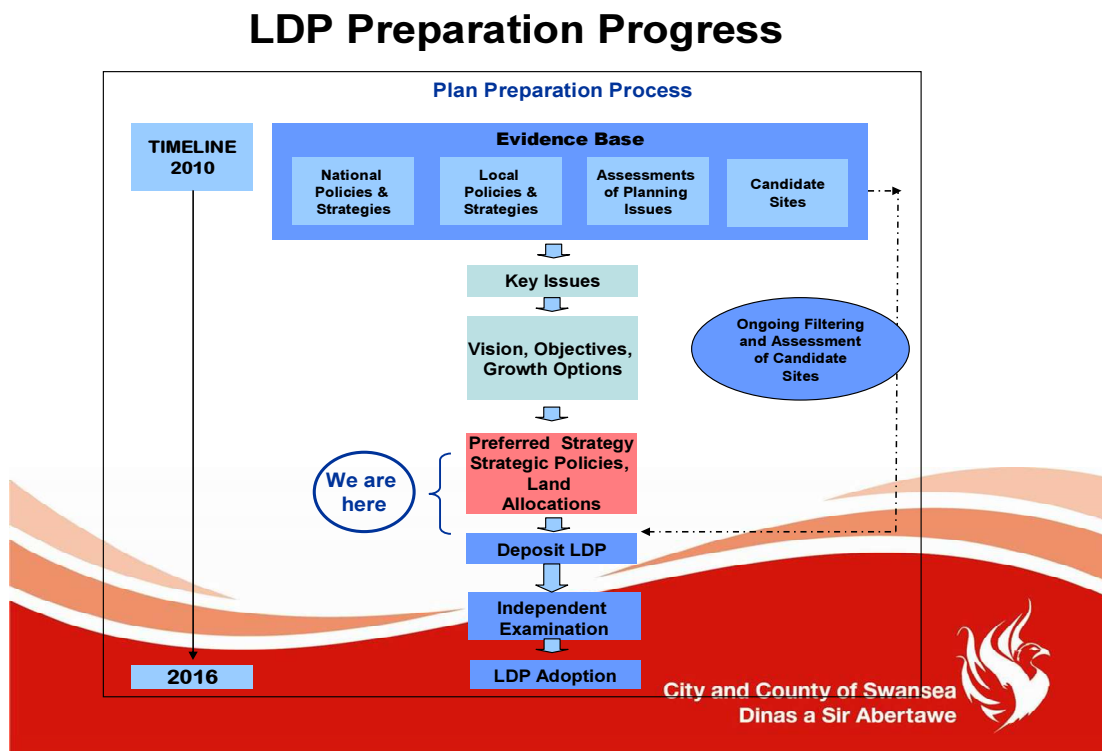 LDP Preparation Progress
Plan Preparation Process
TIMELINE
2010
Evidence Base
National
Policies &
Strategies
Local
Policies &
Strategies
Assessments
of Planning
Issues
Candidate
Sites
Key Issues
Vision, Objectives,
Growth Options
Ongoing Filtering
and Assessment
of Candidate
Sites
Preferred Strategy
Strategic Policies,
Land
Allocations
We are
here
Deposit LDP
Independent
Examination
2016
LDP Adoption
City and County of Swansea
Dinas a Sir Abertawe